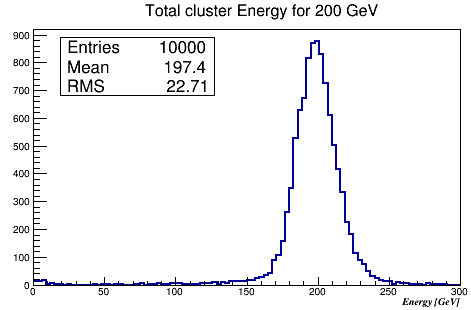 Total cluster Energy for 200 GeV
Entries 10000
Mean 197.4
RMS 22.71
900
800
700
600
500
400
300
200
100
0
0 50 100 150 200 250 300
Energy [GeV]